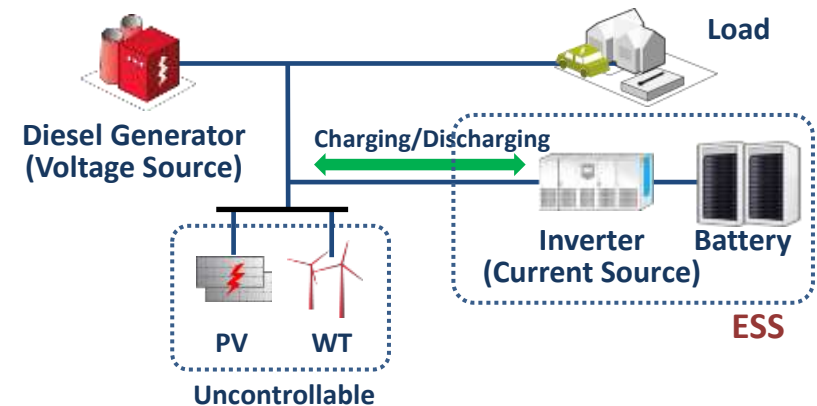 Load
Diesel Generator
(Voltage Source)
Charging/Discharging
Inverter
(Current Source)
Battery
ESS
PV
WT
Uncontrollable